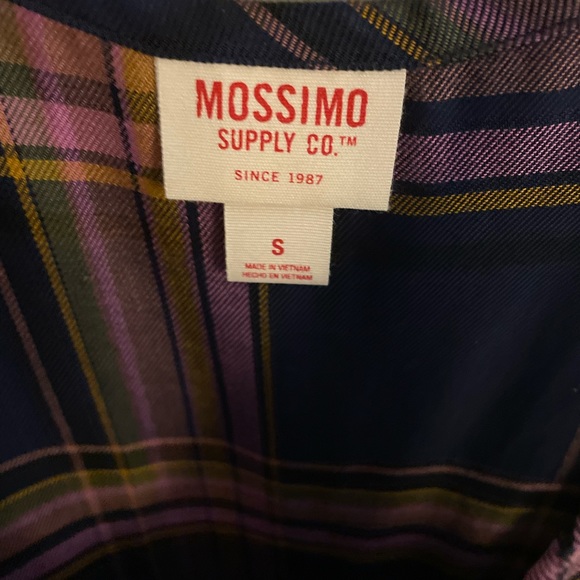 MOSSIMO
SUPPLY CO.™
SINCE 1987
S
MADE IN VIETNAM
HECHO EN VIETNAM